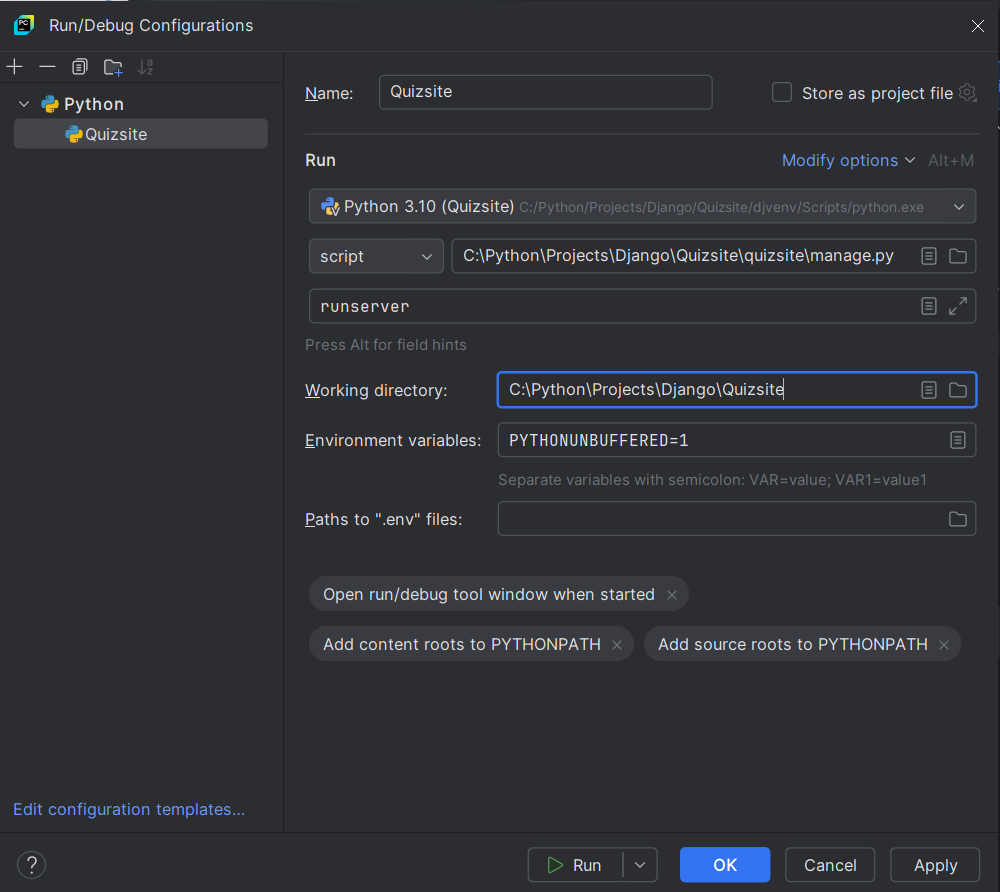 Run/Debug Configurations
Python
Quizsite
Edit configuration templates...
Name: Quizsite Store as project file
Run Modify options Alt+M
Python 3.10 (Quizsite) C:/Python/Projects/Django/Quizsite/djvenv/Scripts/python.exe
script C:\Python\Projects\Django\Quizsite\quizsite\manage.py
runserver
Press Alt for field hints
Working directory: C:\Python\Projects\Django\Quizsite
Environment variables: PYTHONUNBUFFERED=1
Separate variables with semicolon: VAR=value; VAR1=value1
Paths to ".env" files:
Open run/debug tool window when started
Add content roots to PYTHONPATH Add source roots to PYTHONPATH
? Run OK Cancel Apply